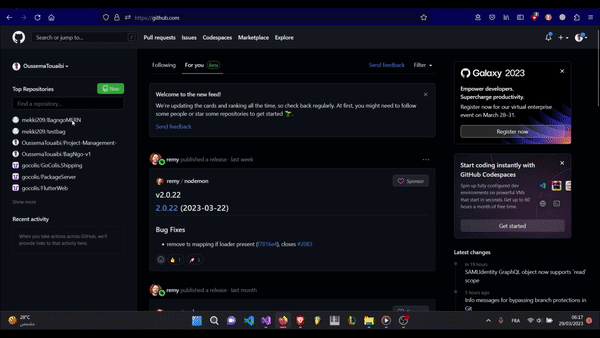 https://github.com
Search or jump to...
/
Pull requests
Issues
Codespaces
Marketplace
Explore
OussemaTouaibi
Top Repositories
New
Find a repository...
mekki209/BagngoMERN
mekki209/testbag
OussemaTouaibi/Project-Management-
OussemaTouaibi/BagNgo-v1
gocolis/GoColis.Shipping
gocolis/PackageServer
gocolis/FlutterWeb
Show more
Recent activity
When you take actions across GitHub, we'll
provide links to that activity here.
Following
For you
Beta
Send feedback
Filter
Welcome to the new feed!
We're updating the cards and ranking all the time, so check back regularly. At first, you might need to follow
some people or star some repositories to get started
Send feedback
remy published a release · last week
remy / nodemon
Sponsor
v2.0.22
2.0.22 (2023-03-22)
Bug Fixes
remove ts mapping if loader present (f7816e4), closes #2083
1
1
remy published a release · last month
Galaxy 2023
Empower developers.
Supercharge productivity.
Register now for our virtual enterprise
event on March 28-31.
Register now
Start coding instantly with
GitHub Codespaces
Spin up fully configured dev
environments on powerful VMs
that start in seconds. Get up to 60
hours a month of free time.
Get started
Latest changes
In 19 hours
SAMLIdentity GraphQL object now supports `read`
scope
5 hours ago
Info messages for bypassing branch protections in
Git
28°C
مشمس
FRA
06:17
29/03/2023